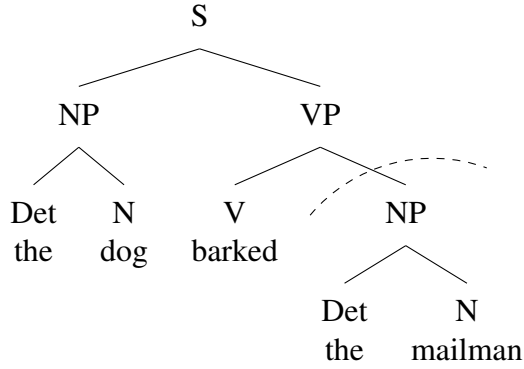 S
NP VP
Det N V NP
the dog barked
Det N
the mailman